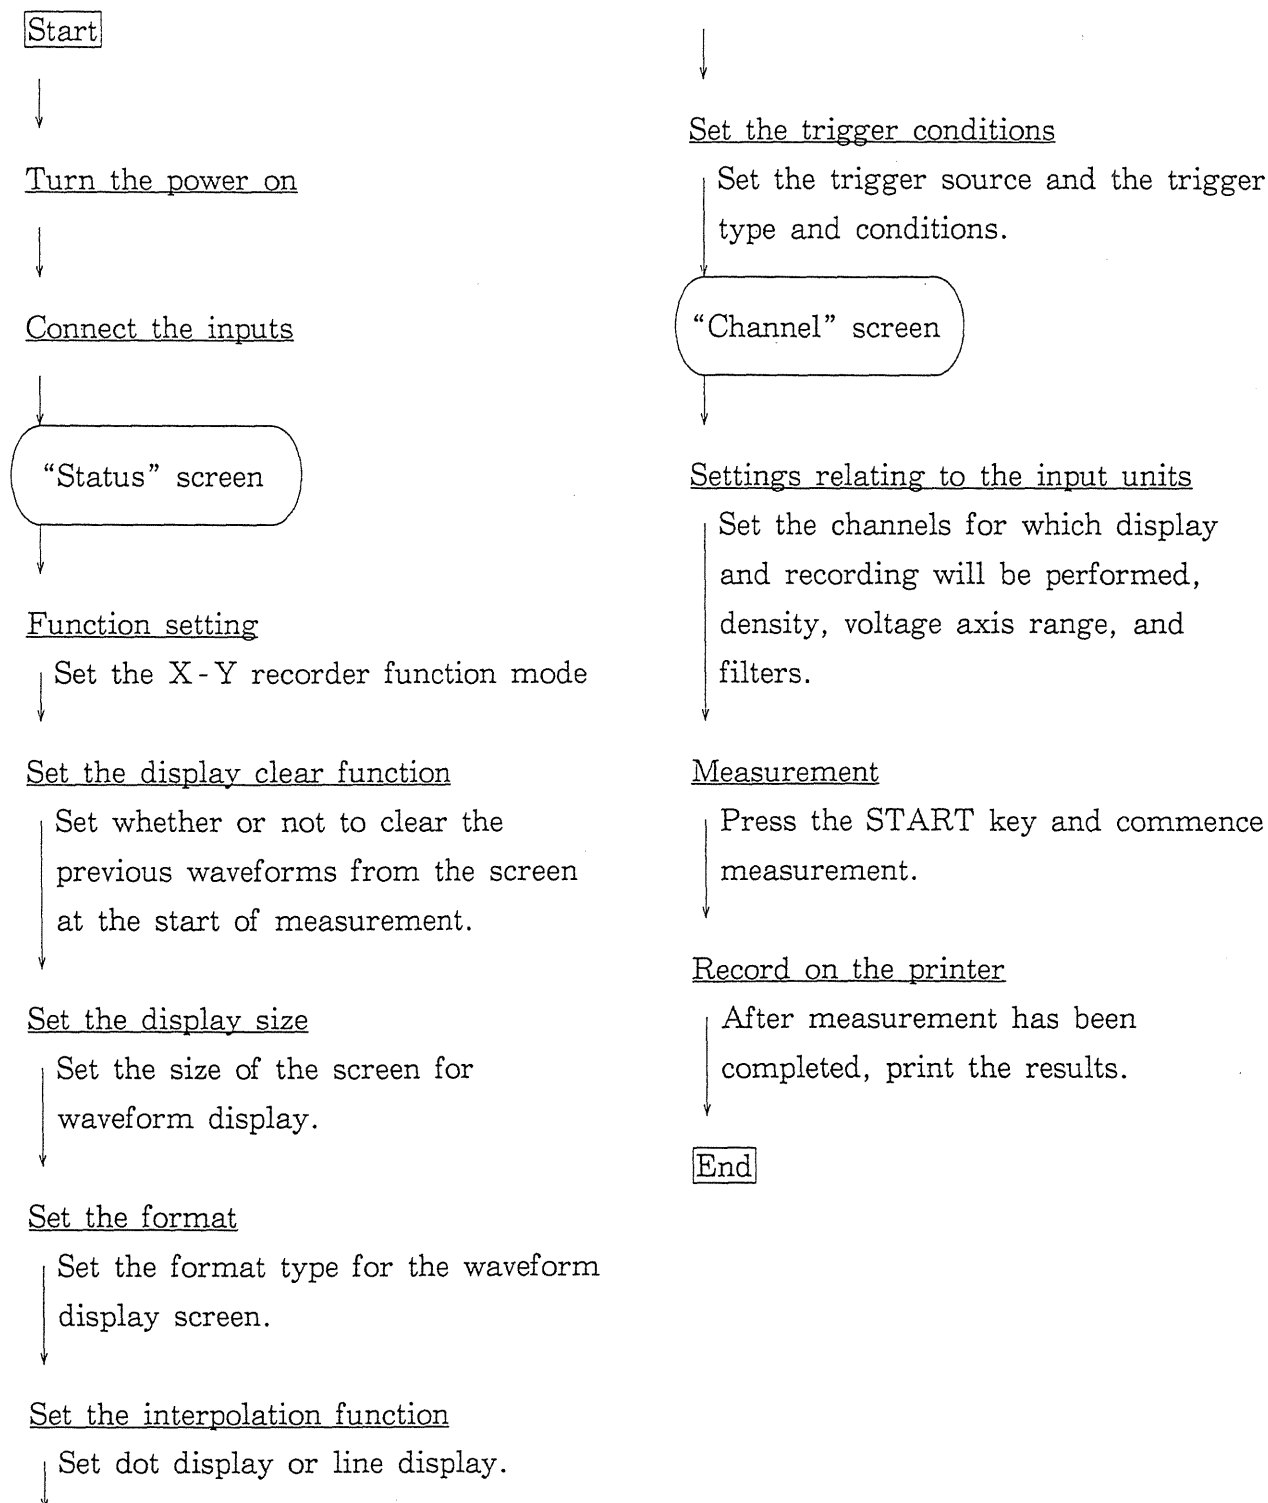 Start
Turn the power on
Connect the inputs
“Status” screen
Function setting
Set the X-Y recorder function mode
Set the display clear function
Set whether or not to clear the
previous waveforms from the screen
at the start of measurement.
Set the display size
Set the size of the screen for
waveform display.
Set the format
Set the format type for the waveform
display screen.
Set the interpolation function
Set dot display or line display.
Set the trigger conditions
Set the trigger source and the trigger
type and conditions.
“Channel” screen
Settings relating to the input units
Set the channels for which display
and recording will be performed,
density, voltage axis range, and
filters.
Measurement
Press the START key and commence
measurement.
Record on the printer
After measurement has been
completed, print the results.
End